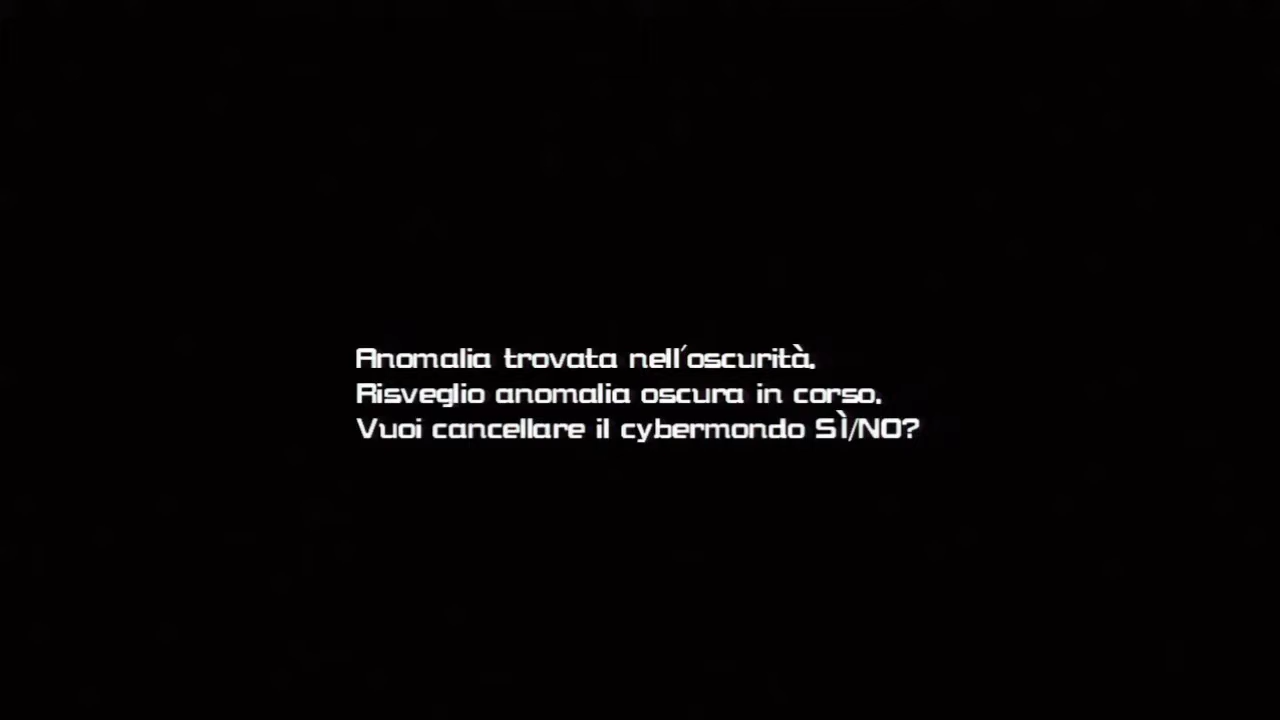 Anomalia trovata nell'oscurità.
Risveglio anomalia oscura in corso.
Vuoi cancellare il cybermondo SÌ/NO?